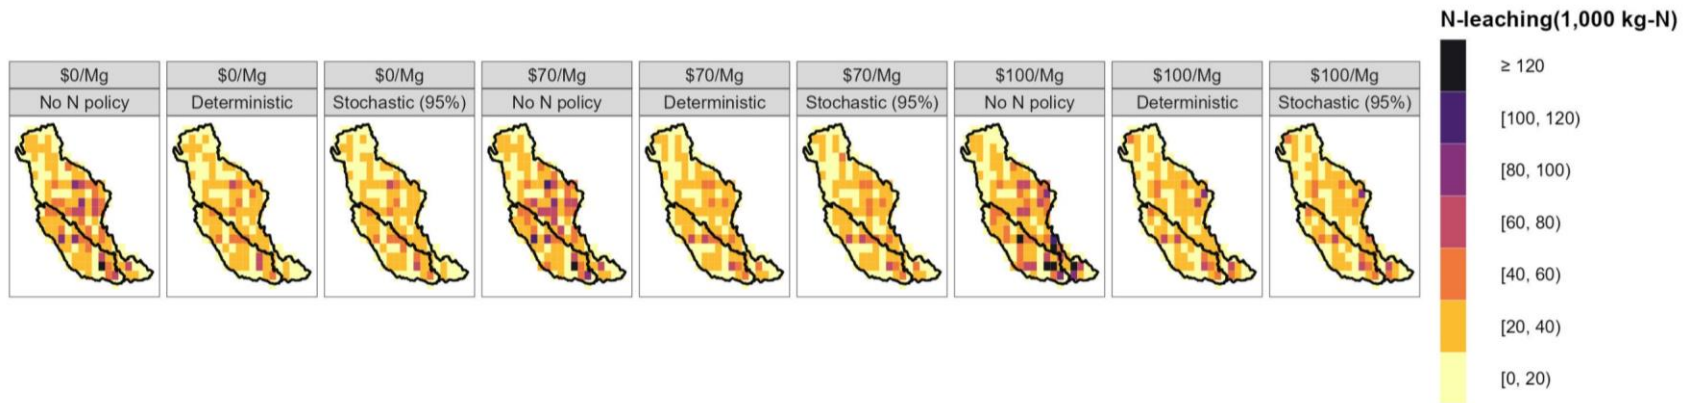 N-leaching(1,000 kg-N)
$0/Mg $0/Mg $0/Mg $70/Mg $70/Mg $70/Mg $100/Mg $100/Mg $100/Mg
No N policy Deterministic Stochastic (95%) No N policy Deterministic Stochastic (95%) No N policy Deterministic Stochastic (95%)
≥ 120
[100, 120)
[80, 100)
[60, 80)
[40, 60)
[20, 40)
[0, 20)